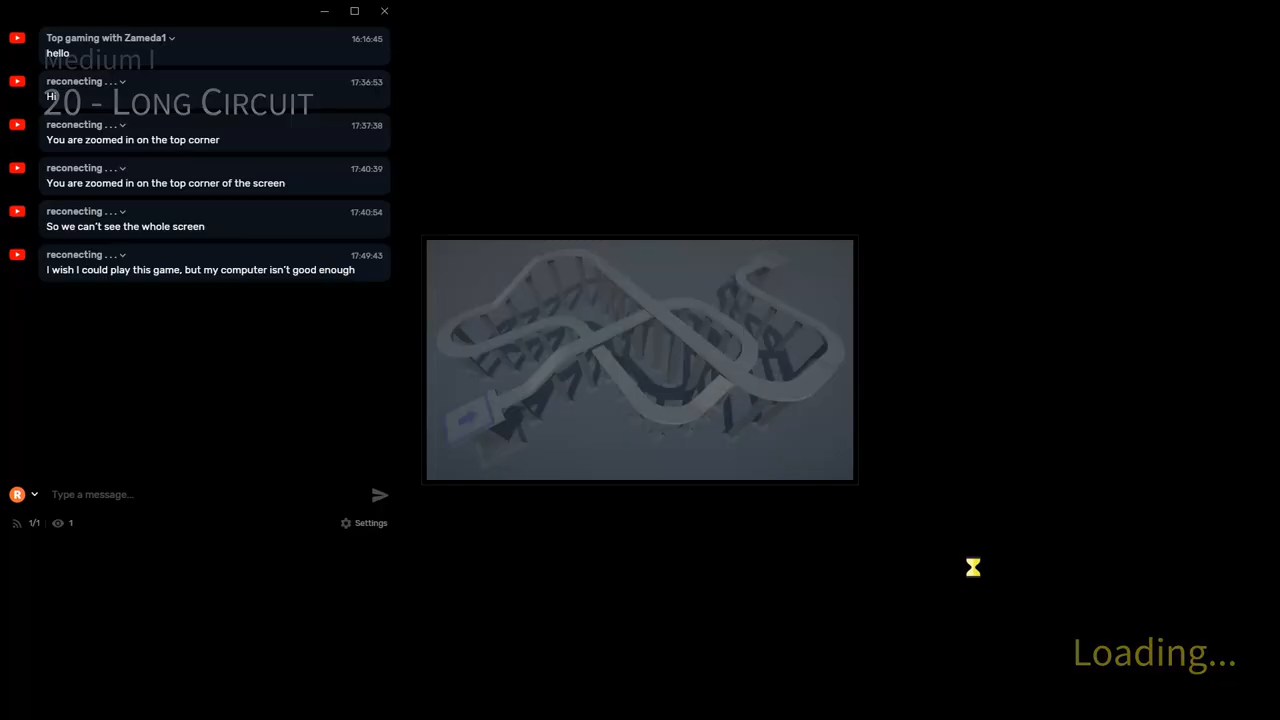 Top gaming with Zameda1
16:16:45
hello
Medium I
reconecting . . .
17:36:53
Hi
20 - Long Circuit
reconecting . . .
17:37:38
You are zoomed in on the top corner
reconecting . . .
17:40:39
You are zoomed in on the top corner of the screen
reconecting . . .
17:40:54
So we can't see the whole screen
reconecting . . .
17:49:43
I wish I could play this game, but my computer isn't good enough
R
Type a message...
1/1
1
Settings
Loading...